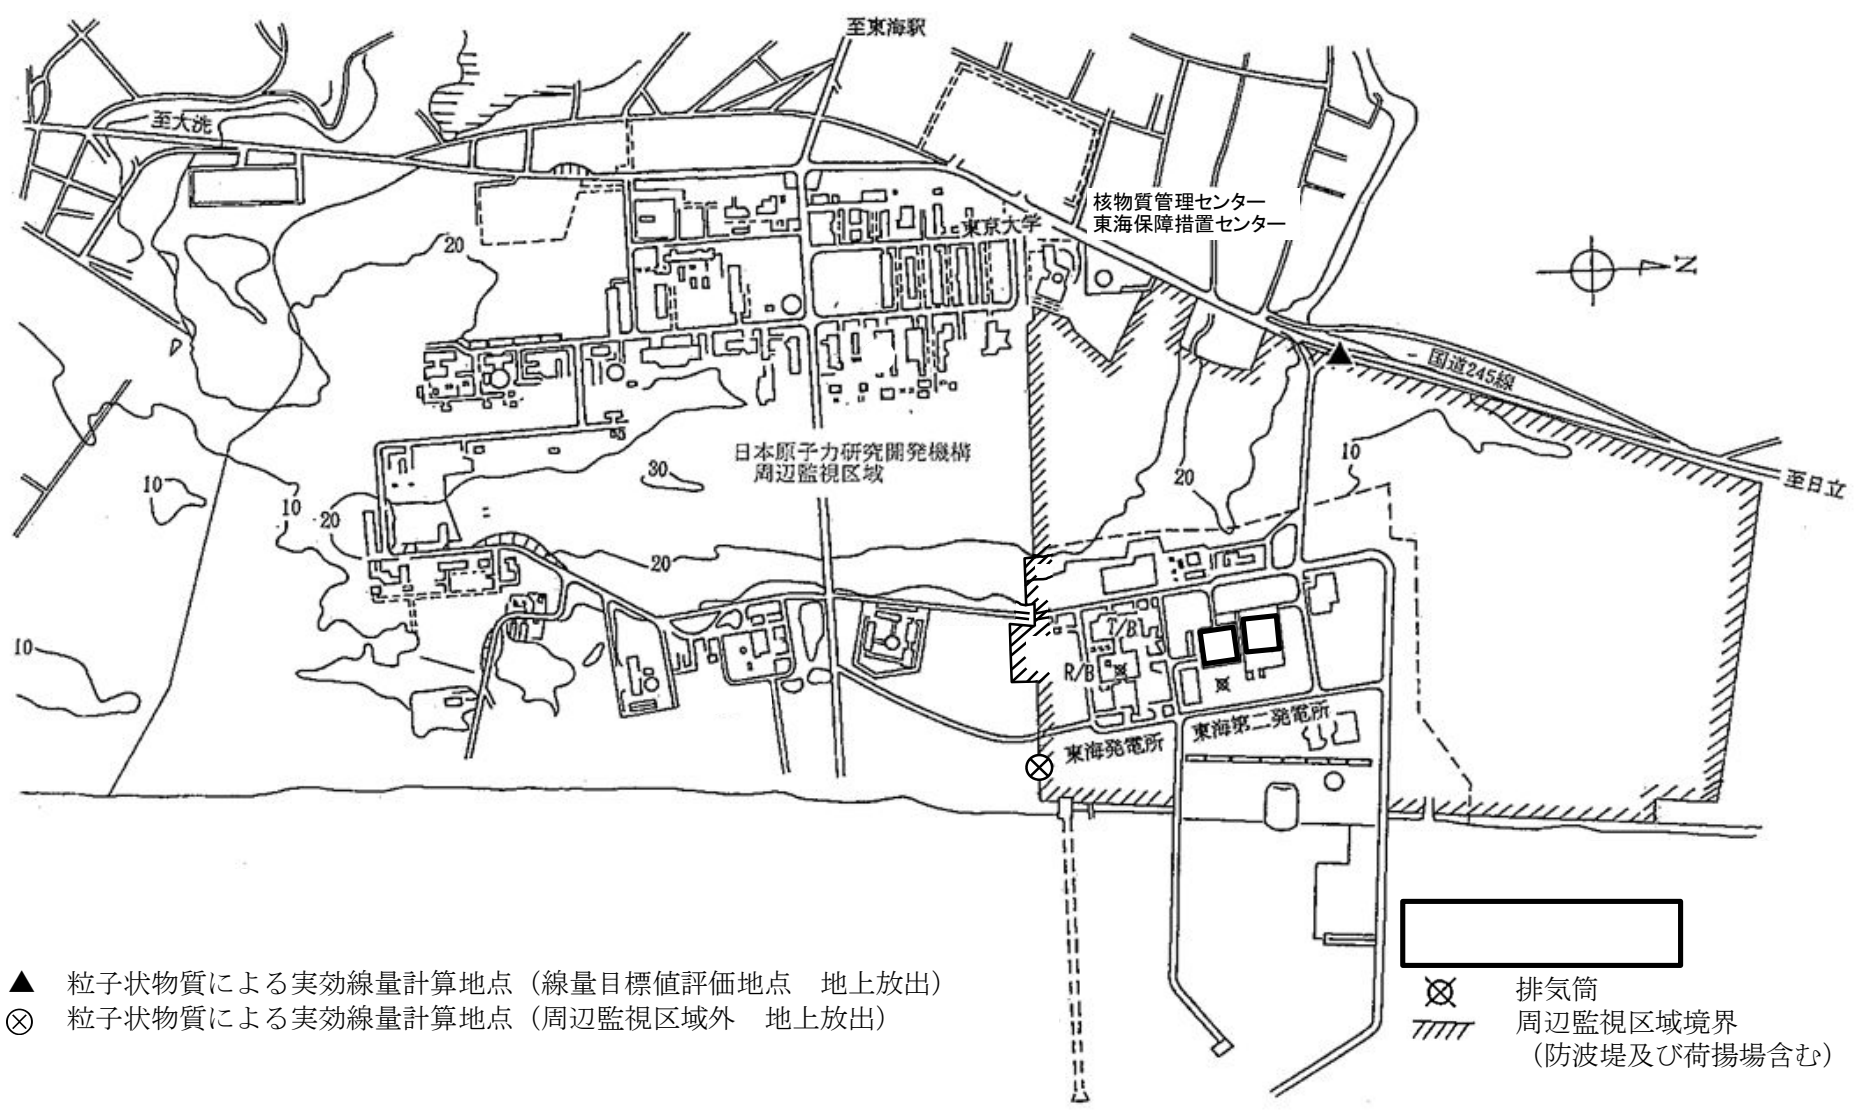 至東海駅
至大洗
核物質管理センター
東海保障措置センター
東京大学
N
20
国道245線
日本原子力研究開発機構
周辺監視区域
30
10
20
10
至日立
10
20
20
10
T/B
R/B
東海第二発電所
東海発電所
▲ 粒子状物質による実効線量計算地点（線量目標値評価地点　地上放出）
⊗ 粒子状物質による実効線量計算地点（周辺監視区域外　地上放出）
排気筒
周辺監視区域境界
（防波堤及び荷揚場含む）